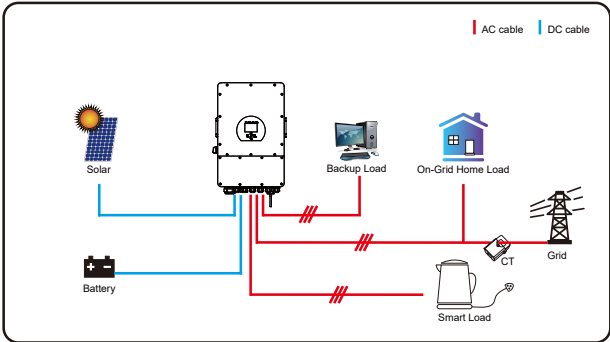 AC cable
DC cable
Solar
Backup Load
On-Grid Home Load
CT
Grid
Battery
Smart Load